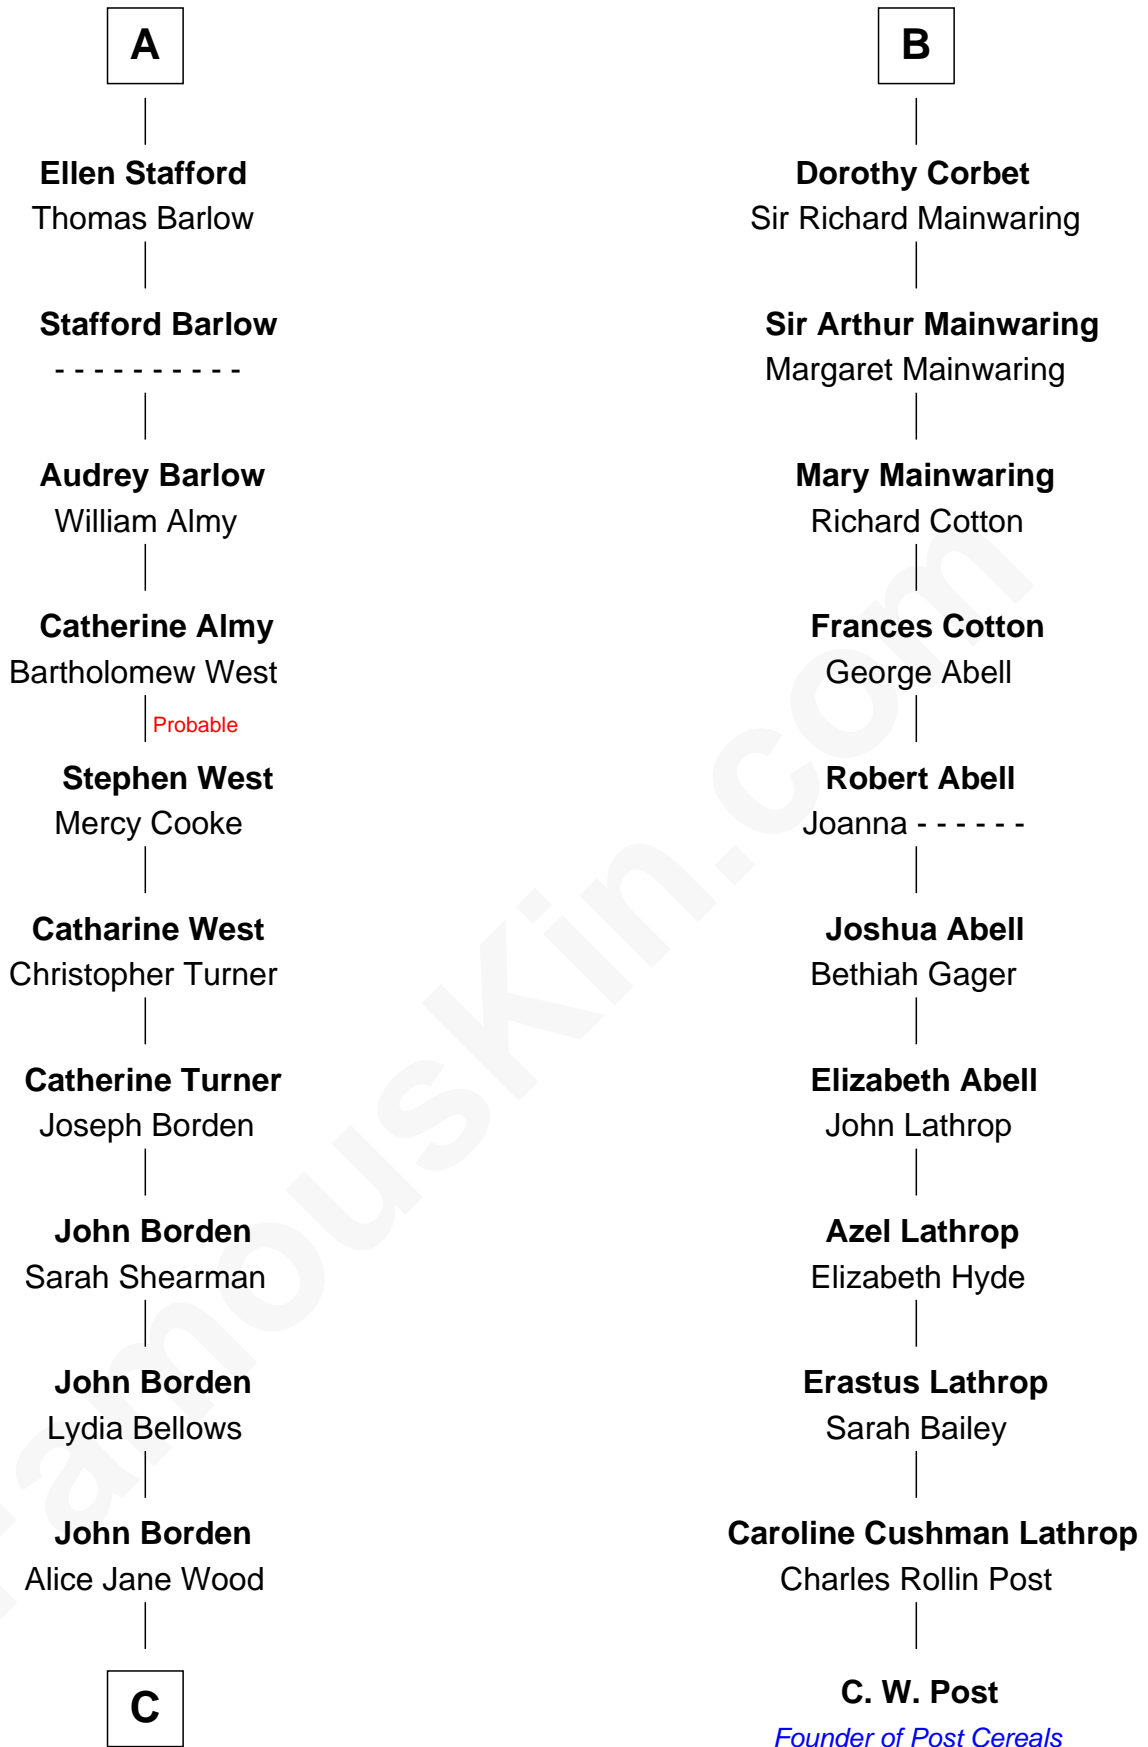 A
Ellen Stafford
Thomas Barlow
Stafford Barlow
- - - - - - - - - -
Audrey Barlow
William Almy
Catherine Almy
Bartholomew West
Probable
Stephen West
Mercy Cooke
Catharine West
Christopher Turner
Catherine Turner
Joseph Borden
John Borden
Sarah Shearman
John Borden
Lydia Bellows
John Borden
Alice Jane Wood
C
B
Dorothy Corbet
Sir Richard Mainwaring
Sir Arthur Mainwaring
Margaret Mainwaring
Mary Mainwaring
Richard Cotton
Frances Cotton
George Abell
Robert Abell
Joanna - - - - - -
Joshua Abell
Bethiah Gager
Elizabeth Abell
John Lathrop
Azel Lathrop
Elizabeth Hyde
Erastus Lathrop
Sarah Bailey
Caroline Cushman Lathrop
Charles Rollin Post
C. W. Post
Founder of Post Cereals
FamousKin.com